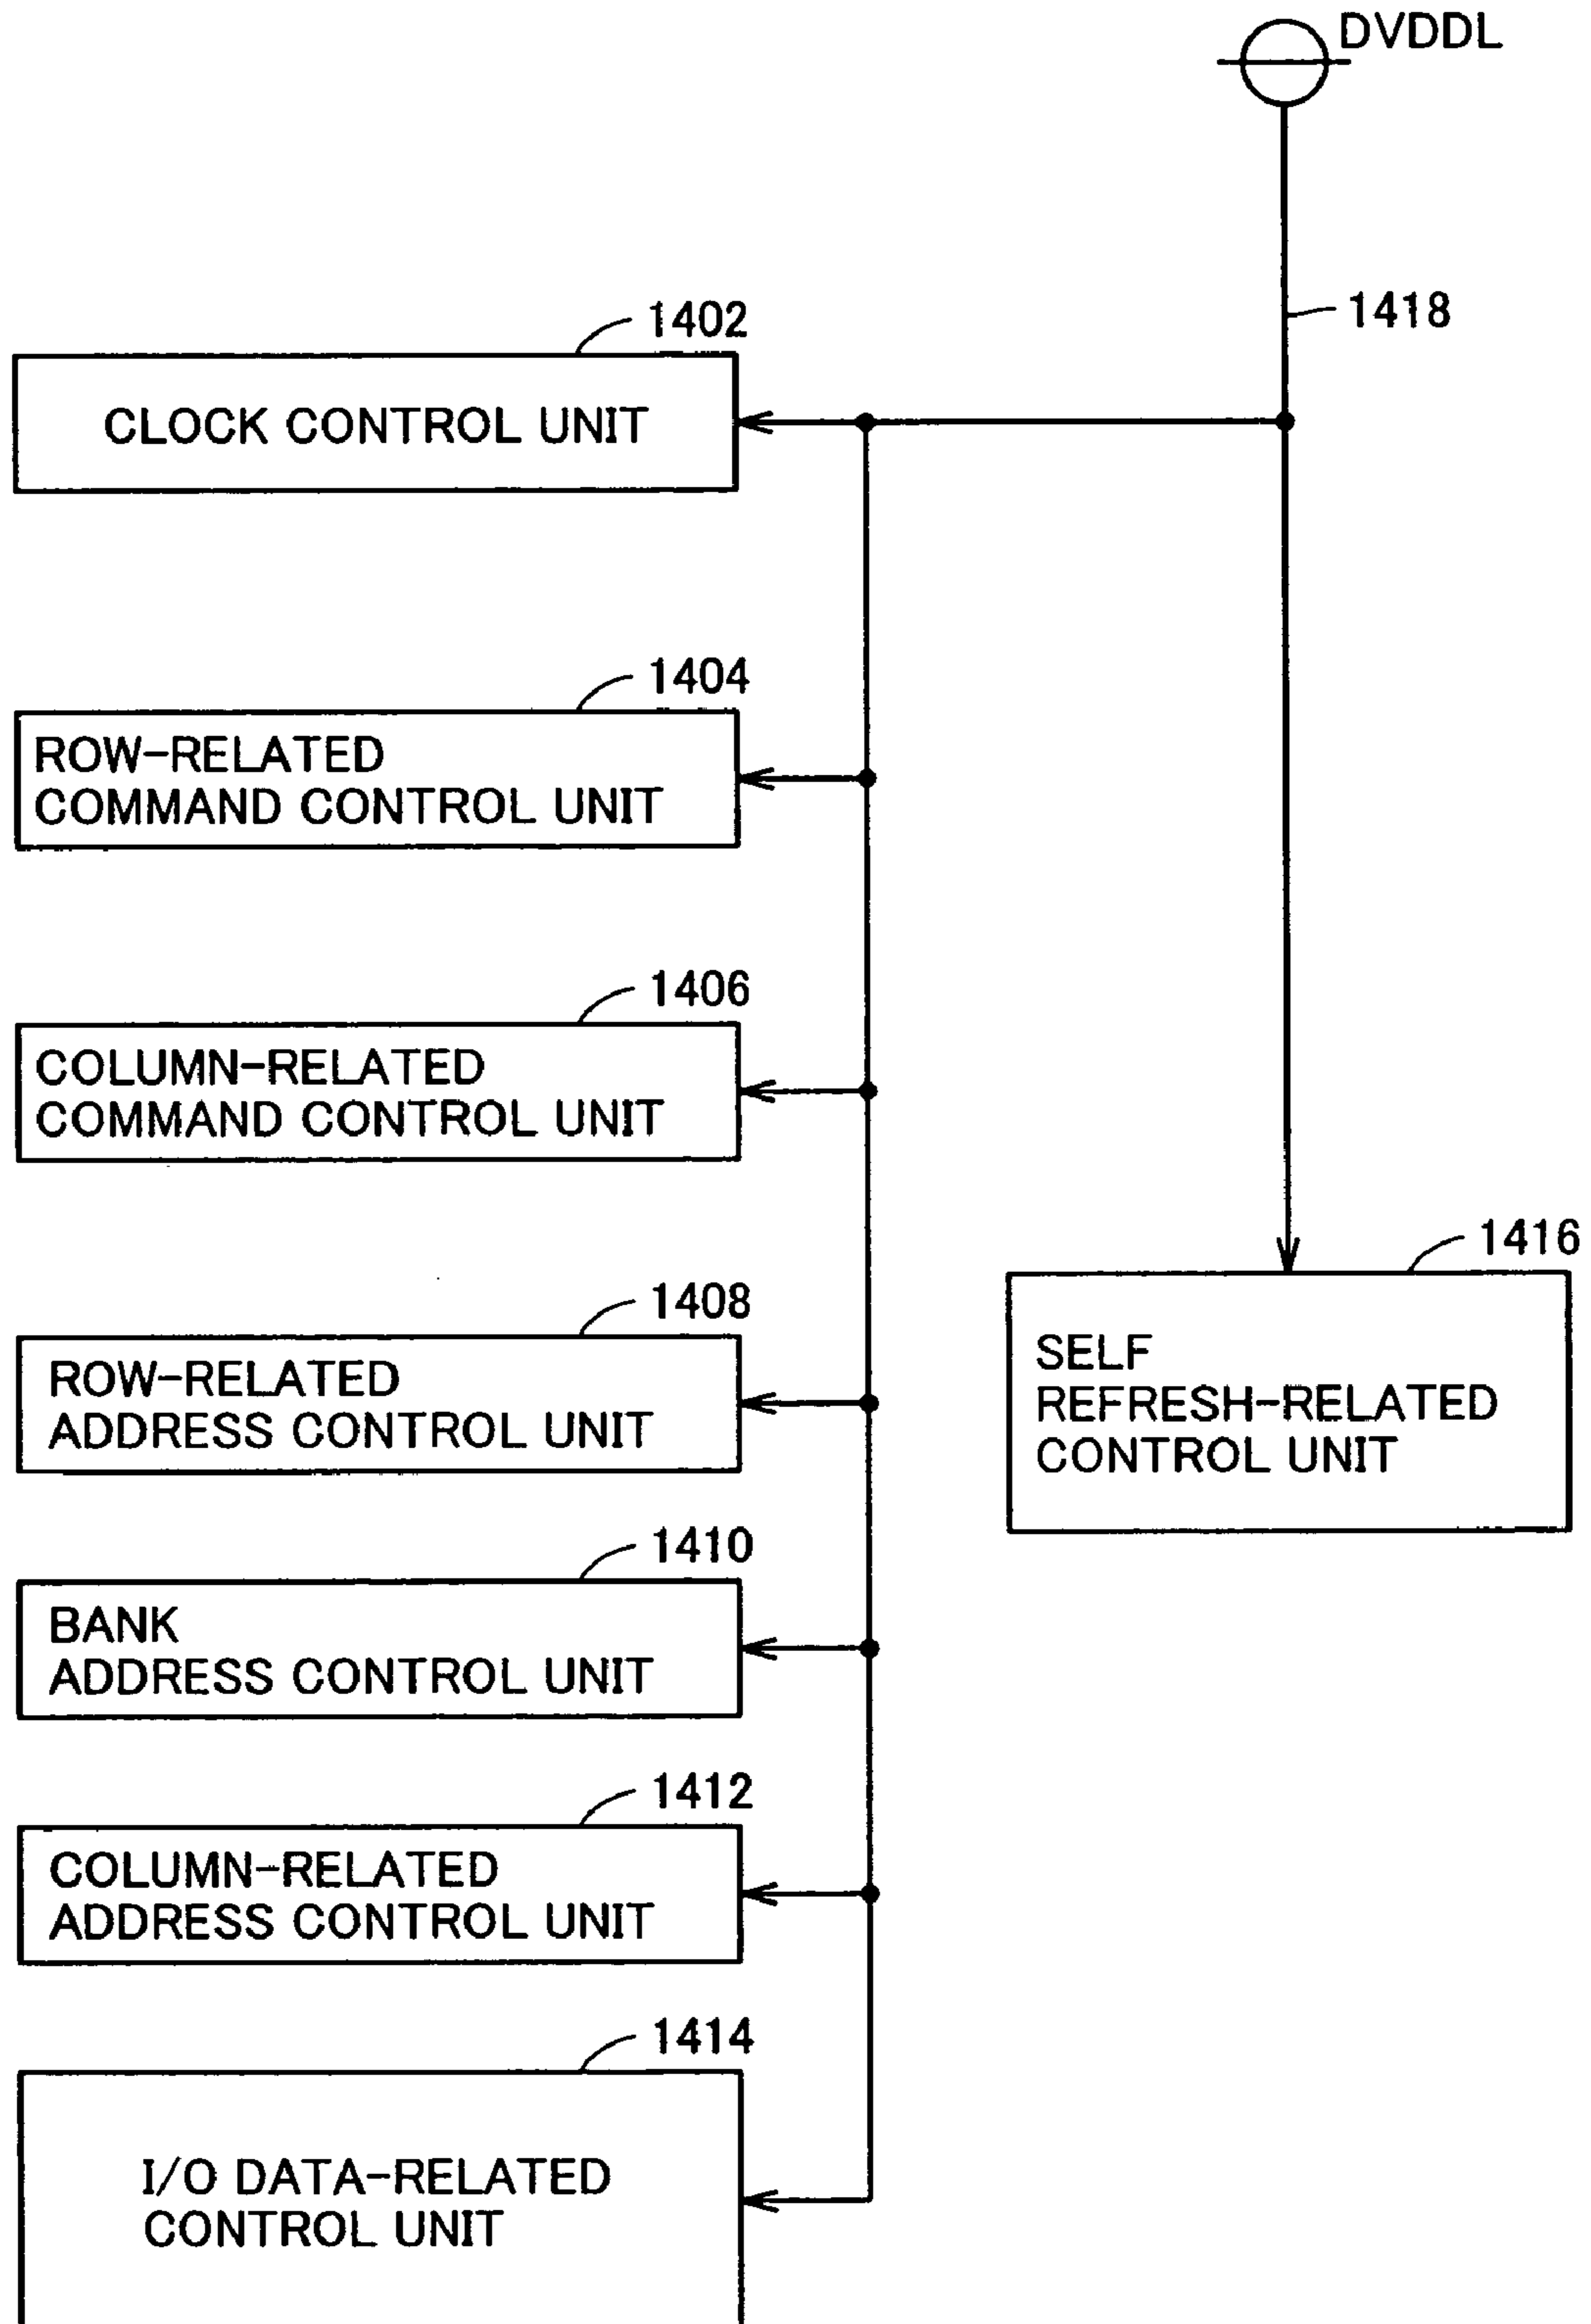 DVDDL
1418
1402
CLOCK CONTROL UNIT
1404
ROW-RELATED
COMMAND CONTROL UNIT
1406
COLUMN-RELATED
COMMAND CONTROL UNIT
1408
ROW-RELATED
ADDRESS CONTROL UNIT
1416
SELF
REFRESH-RELATED
CONTROL UNIT
1410
BANK
ADDRESS CONTROL UNIT
1412
COLUMN-RELATED
ADDRESS CONTROL UNIT
1414
I/O DATA-RELATED
CONTROL UNIT